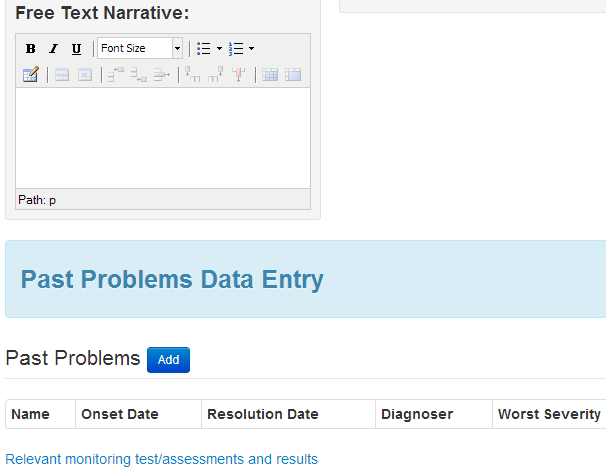 Free Text Narrative:
B I U Font Size
Path: p
Past Problems Data Entry
Past Problems Add
Name Onset Date Resolution Date Diagnoser Worst Severity
Relevant monitoring test/assessments and results